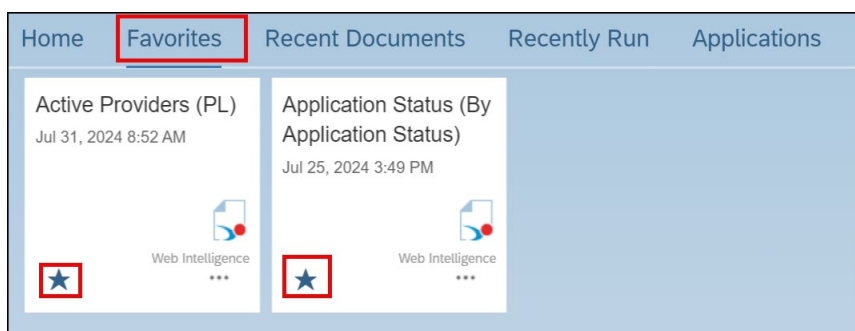 Home Favorites Recent Documents Recently Run Applications
Active Providers (PL)
Jul 31, 2024 8:52 AM
Web Intelligence
Application Status (By
Application Status)
Jul 25, 2024 3:49 PM
Web Intelligence